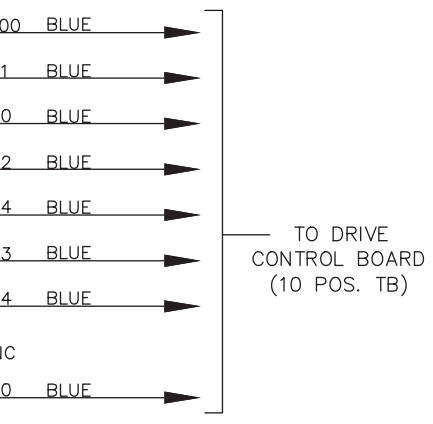 00 BLUE
1 BLUE
0 BLUE
2 BLUE
4 BLUE
3 BLUE
4 BLUE
NC
0 BLUE
TO DRIVE
CONTROL BOARD
(10 POS. TB)